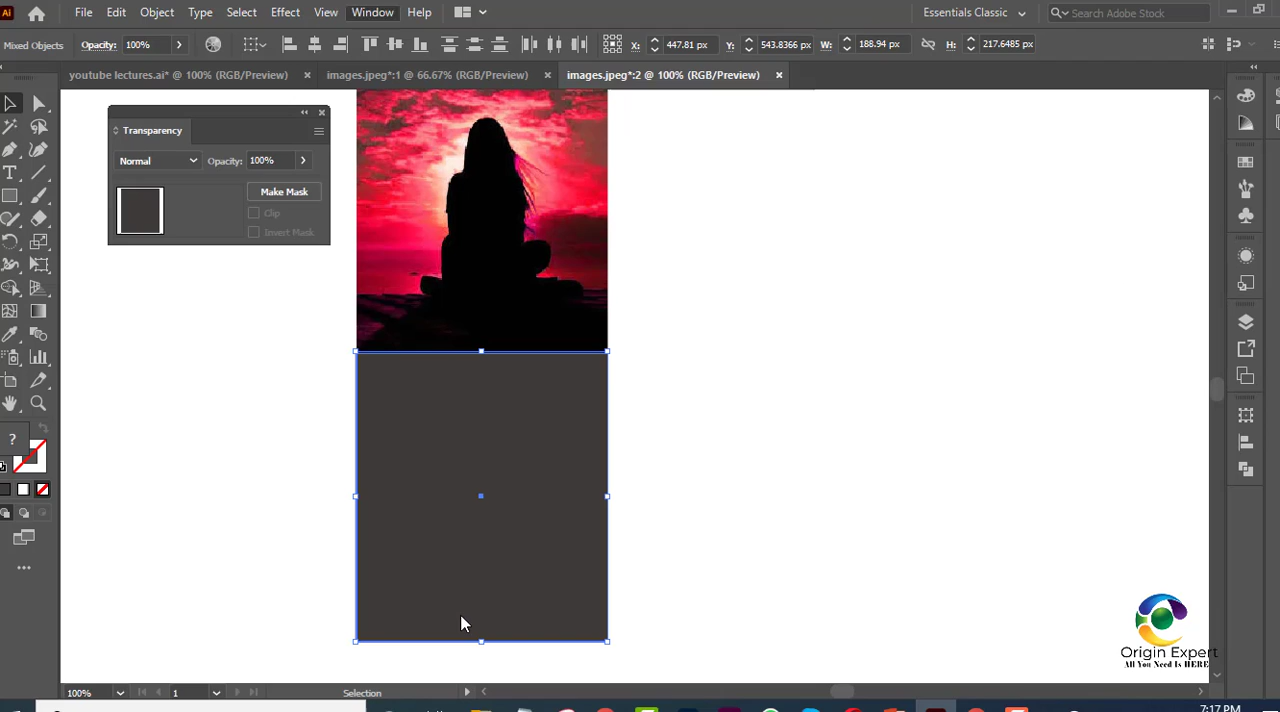 Ai File Edit Object Type Select Effect View Window Help Essentials Classic Search Adobe Stock
Mixed Objects Opacity: 100% X: 447.81 px Y: 543.8366 px W: 188.94 px H: 217.6485 px
youtube lectures.ai* @ 100% (RGB/Preview) × images.jpeg*:1 @ 66.67% (RGB/Preview) × images.jpeg*:2 @ 100% (RGB/Preview) ×
Transparency
Normal Opacity: 100%
Make Mask
Clip
Invert Mask
T
?
Origin Expert
All You Need Is HERE
100% 1 Selection
7:17 PM